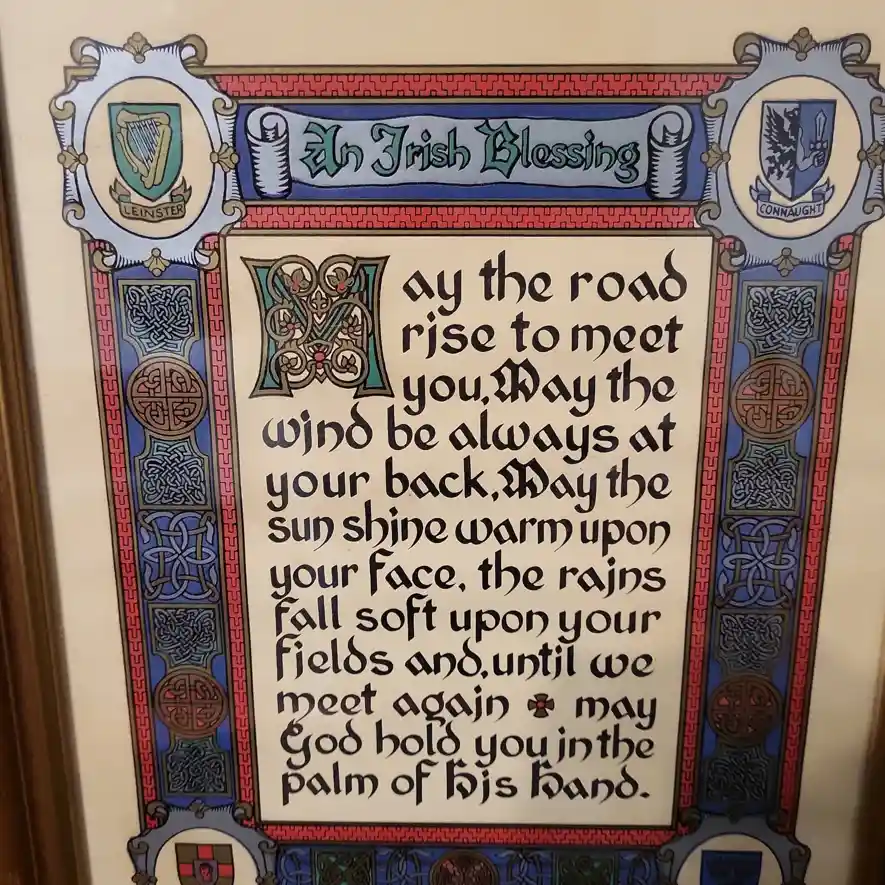 An Irish Blessing
LEINSTER
CONNAUGHT
May the road
rise to meet
you, May the
wind be always at
your back, May the
sun shine warm upon
your face, the rains
fall soft upon your
fields and, until we
meet again may
God hold you in the
palm of His Hand.